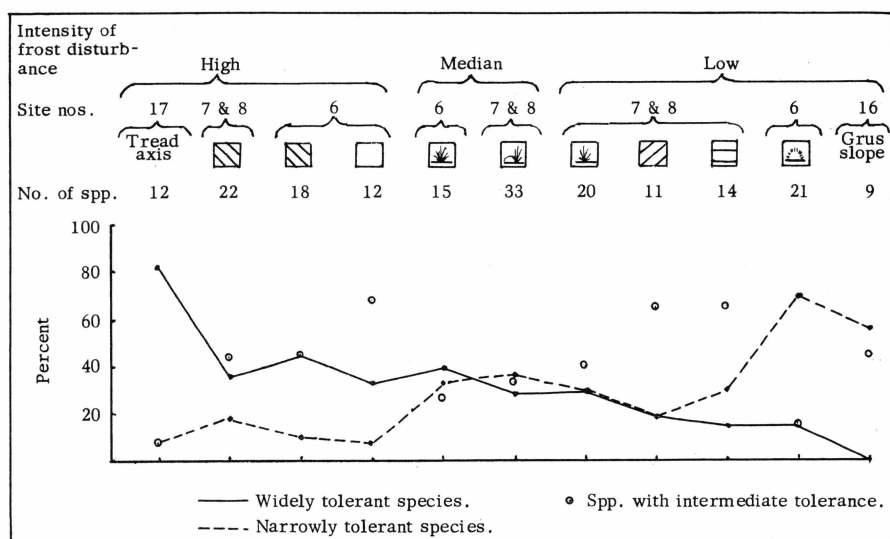 Intensity of
frost disturb-
ance
High Median Low
Site nos. 17 7 & 8 6 6 7 & 8 7 & 8 6 16
Tread axis Grus slope
No. of spp. 12 22 18 12 15 33 20 11 14 21 9
100
80
60
40
20
Percent
Widely tolerant species. Spp. with intermediate tolerance.
Narrowly tolerant species.